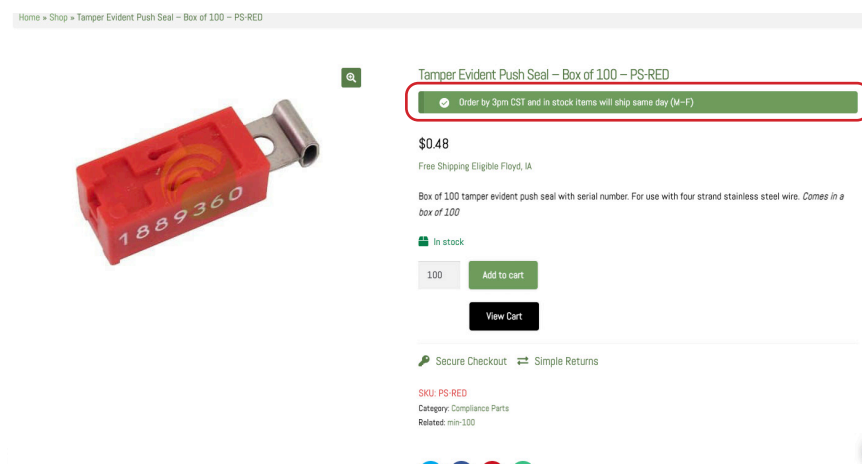 Home » Shop » Tamper Evident Push Seal – Box of 100 – PS-RED
Tamper Evident Push Seal – Box of 100 – PS-RED
Order by 3pm CST and in stock items will ship same day (M–F)
$0.48
Free Shipping Eligible Floyd, IA
Box of 100 tamper evident push seal with serial number. For use with four strand stainless steel wire. Comes in a
box of 100
In stock
100 Add to cart
View Cart
Secure Checkout Simple Returns
SKU: PS-RED
Category: Compliance Parts
Related: min-100
1889360